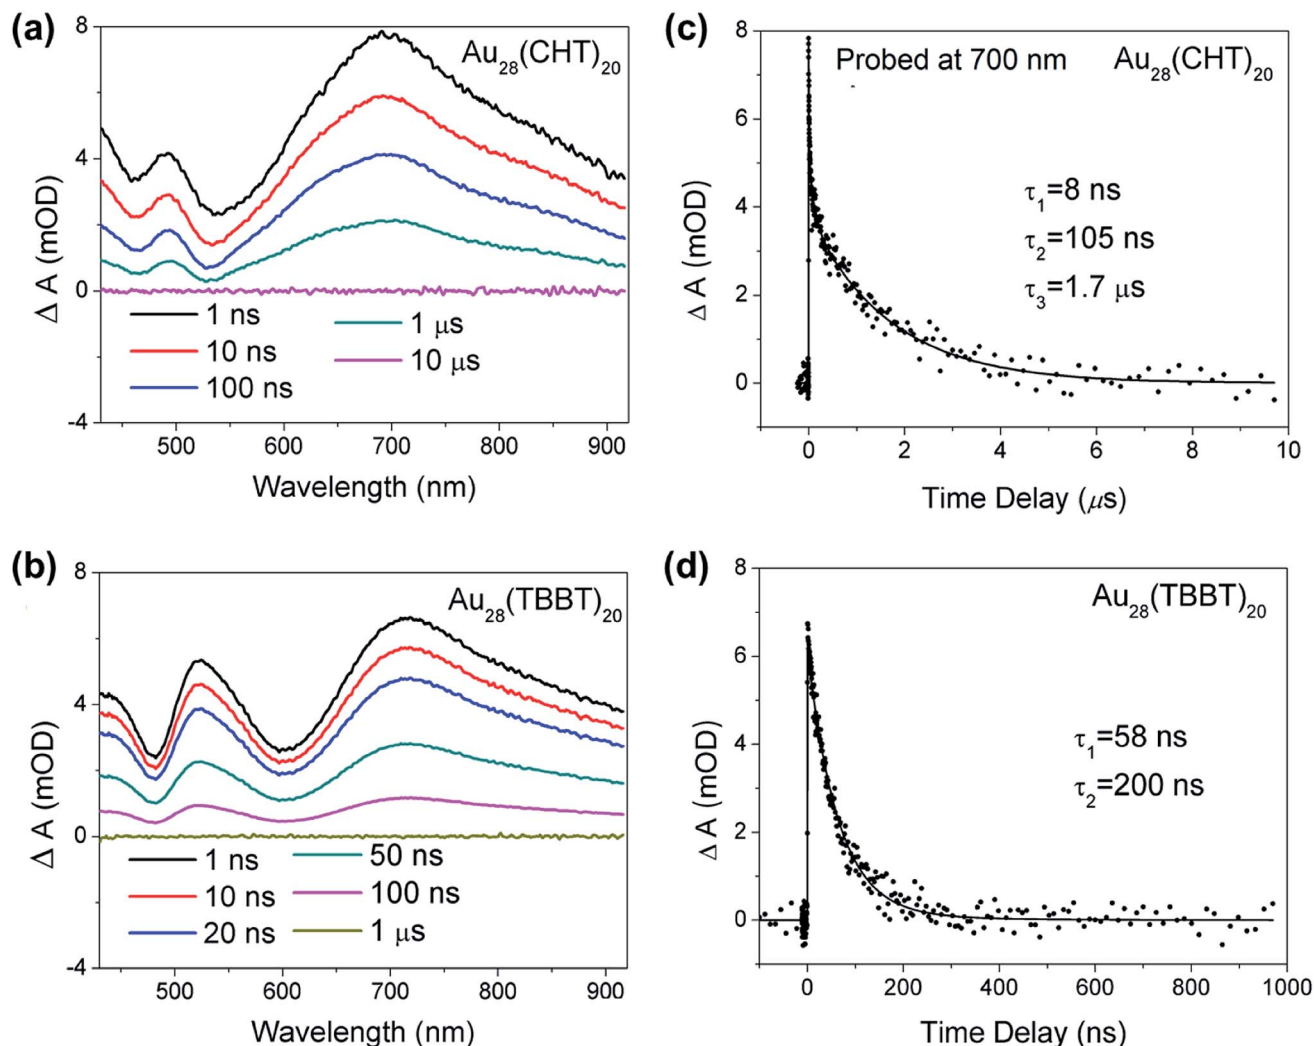 (a)
8
4
0
-4
Δ A (mOD)
Au28(CHT)20
1 ns
10 ns
100 ns
1 μs
10 μs
500 600 700 800 900
Wavelength (nm)
(c)
8
6
4
2
0
Δ A (mOD)
Probed at 700 nm Au28(CHT)20
τ1=8 ns
τ2=105 ns
τ3=1.7 μs
0 2 4 6 8 10
Time Delay (μs)
(b)
8
4
0
-4
Δ A (mOD)
Au28(TBBT)20
1 ns
10 ns
20 ns
50 ns
100 ns
1 μs
500 600 700 800 900
Wavelength (nm)
(d)
8
6
4
2
0
Δ A (mOD)
Au28(TBBT)20
τ1=58 ns
τ2=200 ns
0 200 400 600 800 1000
Time Delay (ns)